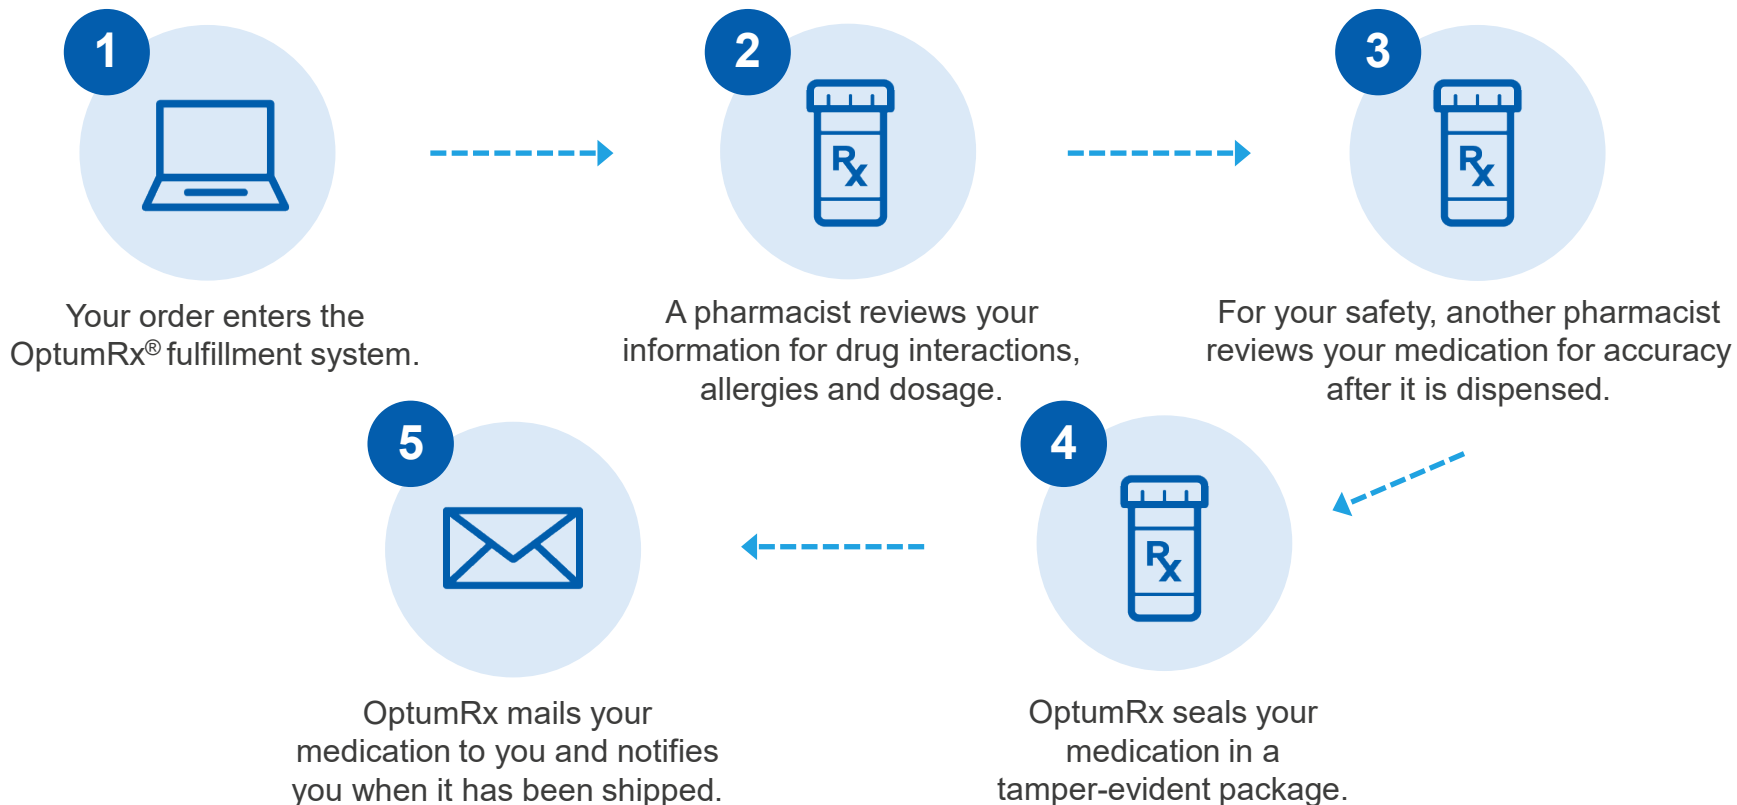 1
Your order enters the
OptumRx® fulfillment system.
2
Rx
A pharmacist reviews your
information for drug interactions,
allergies and dosage.
3
Rx
For your safety, another pharmacist
reviews your medication for accuracy
after it is dispensed.
4
Rx
OptumRx seals your
medication in a
tamper-evident package.
5
OptumRx mails your
medication to you and notifies
you when it has been shipped.